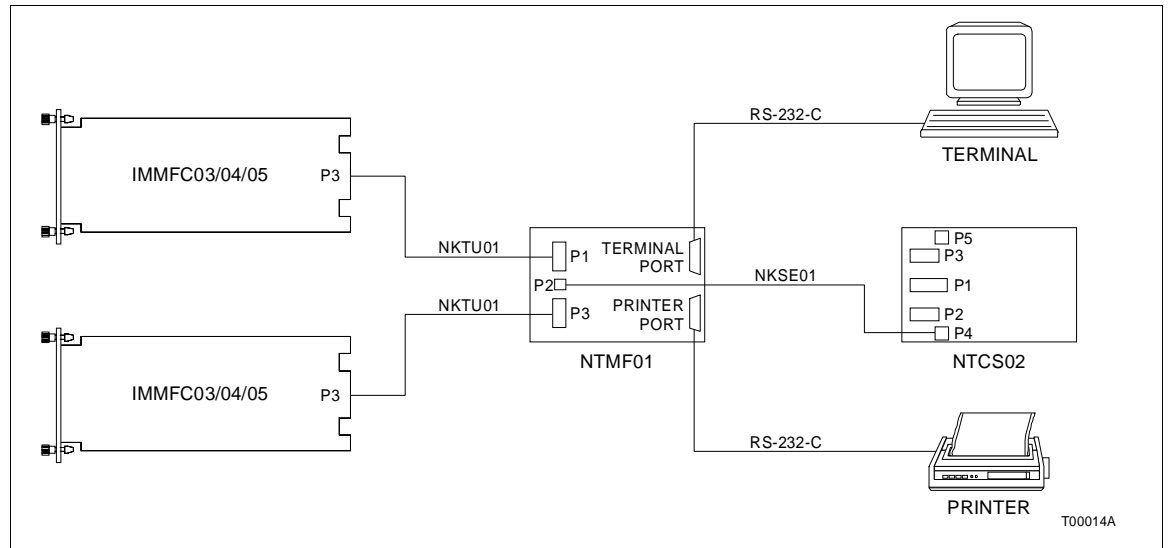 RS-232-C
TERMINAL
IMMFC03/04/05
P3
NKTU01
P1
TERMINAL
PORT
P2
NKSE01
P5
P3
P1
P2
P4
NKTU01
P3
PRINTER
PORT
NTMF01
NTCS02
IMMFC03/04/05
P3
RS-232-C
PRINTER
T00014A